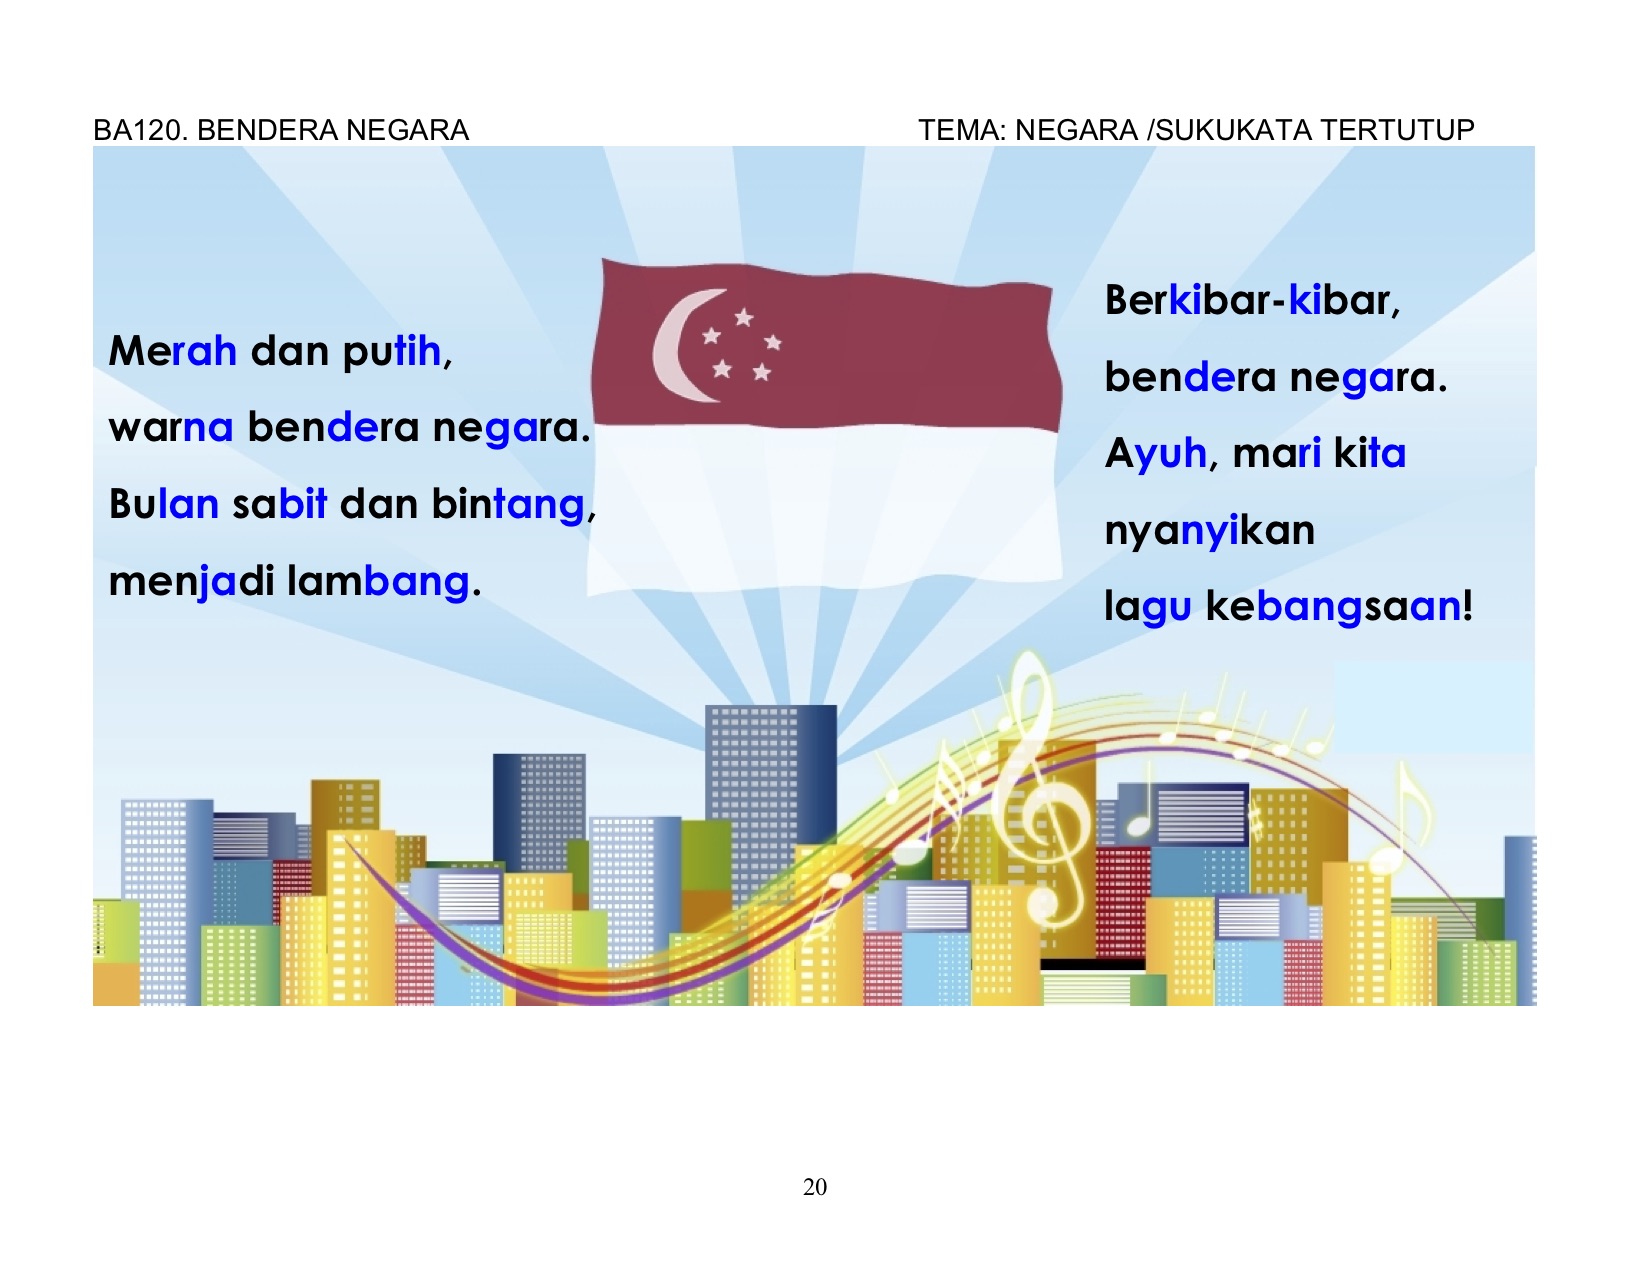 BA120. BENDERA NEGARA
TEMA: NEGARA /SUKUKATA TERTUTUP
Merah dan putih,
warna bendera negara.
Bulan sabit dan bintang,
menjadi lambang.
Berkibar-kibar,
bendera negara.
Ayuh, mari kita
nyanyikan
lagu kebangsaan!
20